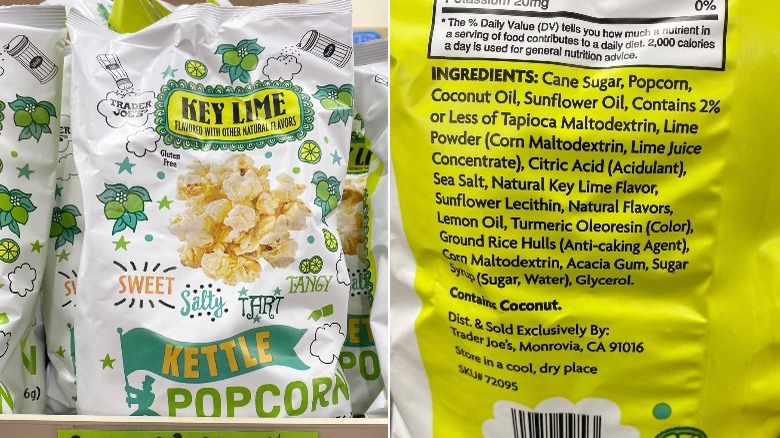 TRADER
JOE'S
KEY LIME
FLAVORED WITH OTHER NATURAL FLAVORS
Gluten
Free
SWEET
Salty
TART
TANGY
KETTLE
POPCORN
6g)
PO
Potassium 20mg 0%
* The % Daily Value (DV) tells you how much a nutrient in
a serving of food contributes to a daily diet. 2,000 calories
a day is used for general nutrition advice.
INGREDIENTS: Cane Sugar, Popcorn,
Coconut Oil, Sunflower Oil, Contains 2%
or Less of Tapioca Maltodextrin, Lime
Powder (Corn Maltodextrin, Lime Juice
Concentrate), Citric Acid (Acidulant),
Sea Salt, Natural Key Lime Flavor,
Sunflower Lecithin, Natural Flavors,
Lemon Oil, Turmeric Oleoresin (Color),
Ground Rice Hulls (Anti-caking Agent),
Corn Maltodextrin, Acacia Gum, Sugar
Syrup (Sugar, Water), Glycerol.
Contains Coconut.
Dist. & Sold Exclusively By:
Trader Joe's, Monrovia, CA 91016
Store in a cool, dry place
SKU# 72095